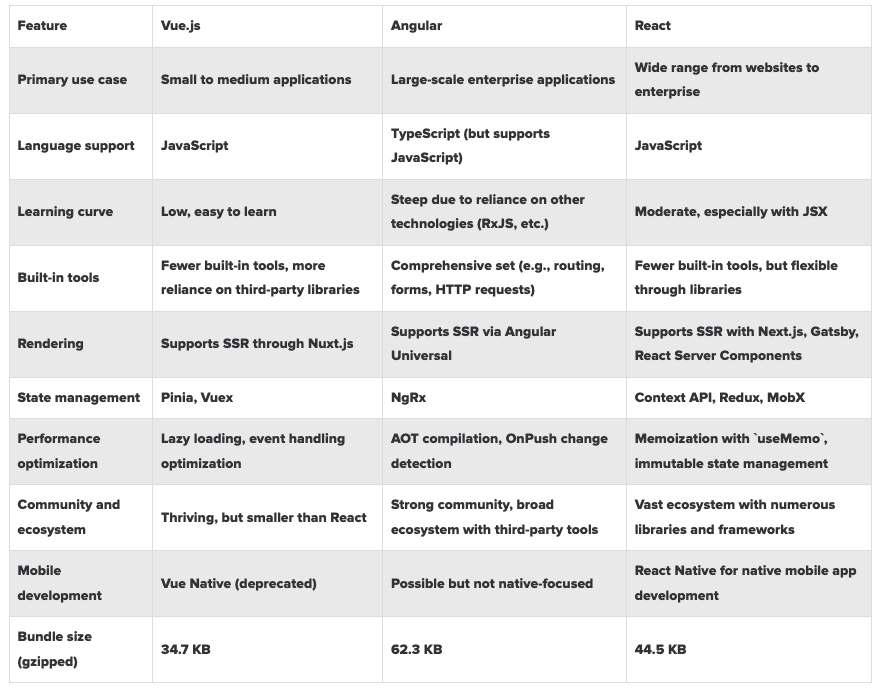 Feature Vue.js Angular React
Primary use case Small to medium applications Large-scale enterprise applications Wide range from websites to
enterprise
Language support JavaScript TypeScript (but supports
JavaScript) React
Learning curve Low, easy to learn Steep due to reliance on other
technologies (RxJS, etc.) Moderate, especially with JSX
Built-in tools Fewer built-in tools, more
reliance on third-party libraries Comprehensive set (e.g., routing,
forms, HTTP requests) Fewer built-in tools, but flexible
through libraries
Rendering Supports SSR through Nuxt.js Supports SSR via Angular
Universal Supports SSR with Next.js, Gatsby,
React Server Components
State management Pinia, Vuex NgRx Context API, Redux, MobX
Performance
optimization Lazy loading, event handling
optimization AOT compilation, OnPush change
detection Memoization with `useMemo`,
immutable state management
Community and
ecosystem Thriving, but smaller than React Strong community, broad
ecosystem with third-party tools Vast ecosystem with numerous
libraries and frameworks
Mobile
development Vue Native (deprecated) Possible but not native-focused React Native for native mobile app
development
Bundle size
(gzipped) 34.7 KB 62.3 KB 44.5 KB